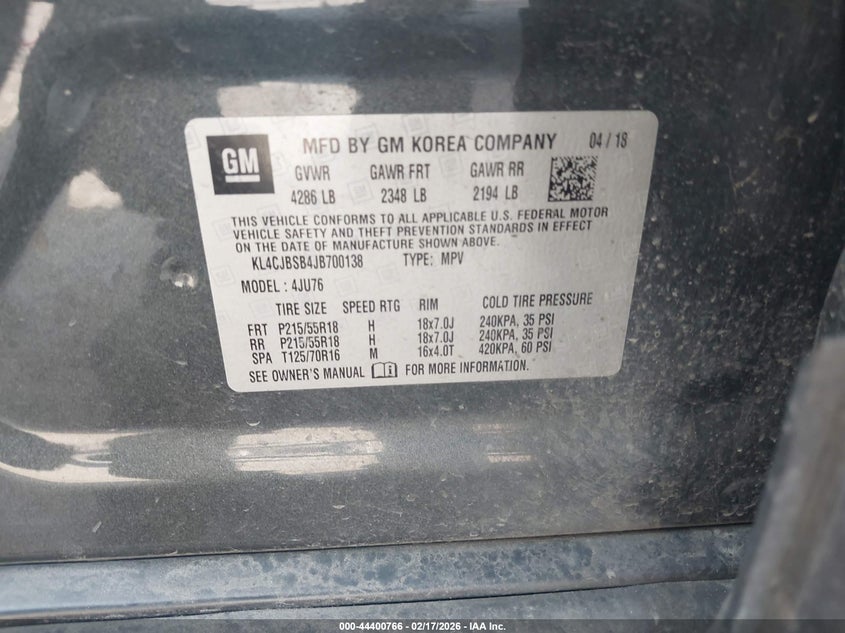 GM
MFD BY GM KOREA COMPANY 04 / 18
GVWR GAWR FRT GAWR RR
4286 LB 2348 LB 2194 LB
THIS VEHICLE CONFORMS TO ALL APPLICABLE U.S. FEDERAL MOTOR
VEHICLE SAFETY AND THEFT PREVENTION STANDARDS IN EFFECT
ON THE DATE OF MANUFACTURE SHOWN ABOVE.
KL4CJBSB4JB700138 TYPE: MPV
MODEL : 4JU76
TIRE SIZE SPEED RTG RIM COLD TIRE PRESSURE
FRT P215/55R18 H 18x7.0J 240KPA, 35 PSI
RR P215/55R18 H 18x7.0J 240KPA, 35 PSI
SPA T125/70R16 M 16x4.0T 420KPA, 60 PSI
SEE OWNER'S MANUAL FOR MORE INFORMATION.
000-44400766 — 02/17/2026 — IAA Inc.